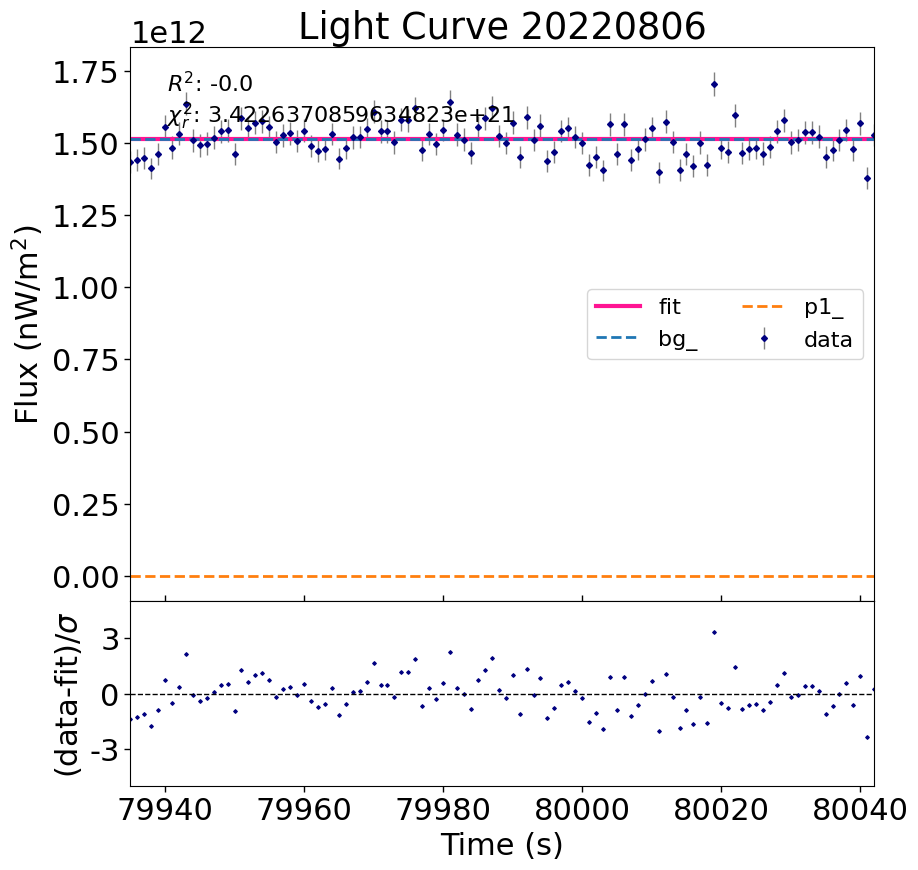 Light Curve 20220806
1e12
R²: -0.0
χ²ᵣ: 3.4222637085963​4823e+21
1.75
1.50
1.25
1.00
0.75
0.50
0.25
0.00
Flux (nW/m²)
fit
bg_
p1_
data
3
0
-3
(data-fit)/σ
79940 79960 79980 80000 80020 80040
Time (s)